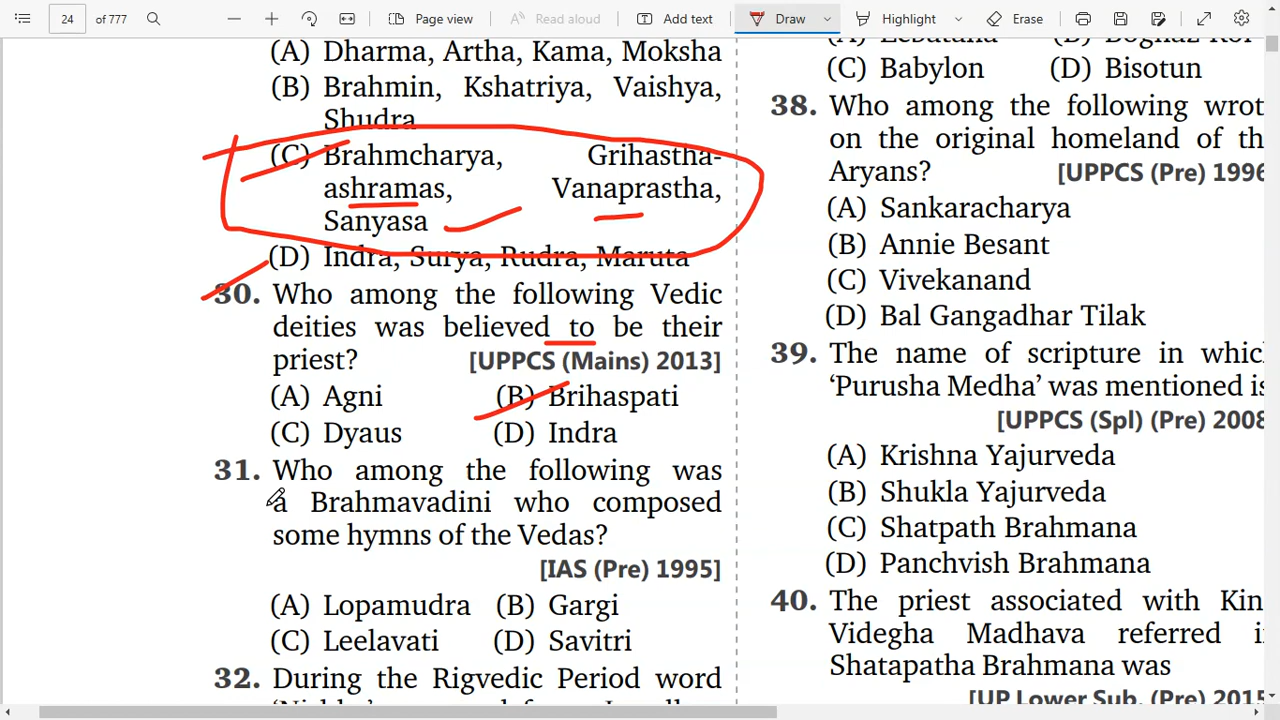 24 of 777 Page view Read aloud Add text Draw Highlight Erase
(A) Dharma, Artha, Kama, Moksha
(B) Brahmin, Kshatriya, Vaishya,
Shudra
(C) Brahmcharya, Grihastha-
ashramas, Vanaprastha,
Sanyasa
(D) Indra, Surya, Rudra, Maruta
30. Who among the following Vedic
deities was believed to be their
priest? [UPPCS (Mains) 2013]
(A) Agni (B) Brihaspati
(C) Dyaus (D) Indra
31. Who among the following was
a Brahmavadini who composed
some hymns of the Vedas?
[IAS (Pre) 1995]
(A) Lopamudra (B) Gargi
(C) Leelavati (D) Savitri
32. During the Rigvedic Period word
(C) Babylon (D) Bisotun
38. Who among the following wrot
on the original homeland of th
Aryans? [UPPCS (Pre) 1996
(A) Sankaracharya
(B) Annie Besant
(C) Vivekanand
(D) Bal Gangadhar Tilak
39. The name of scripture in whic
‘Purusha Medha’ was mentioned is
[UPPCS (Spl) (Pre) 2008
(A) Krishna Yajurveda
(B) Shukla Yajurveda
(C) Shatpath Brahmana
(D) Panchvish Brahmana
40. The priest associated with Kin
Videgha Madhava referred i
Shatapatha Brahmana was
[UP Lower Sub. (Pre) 2015